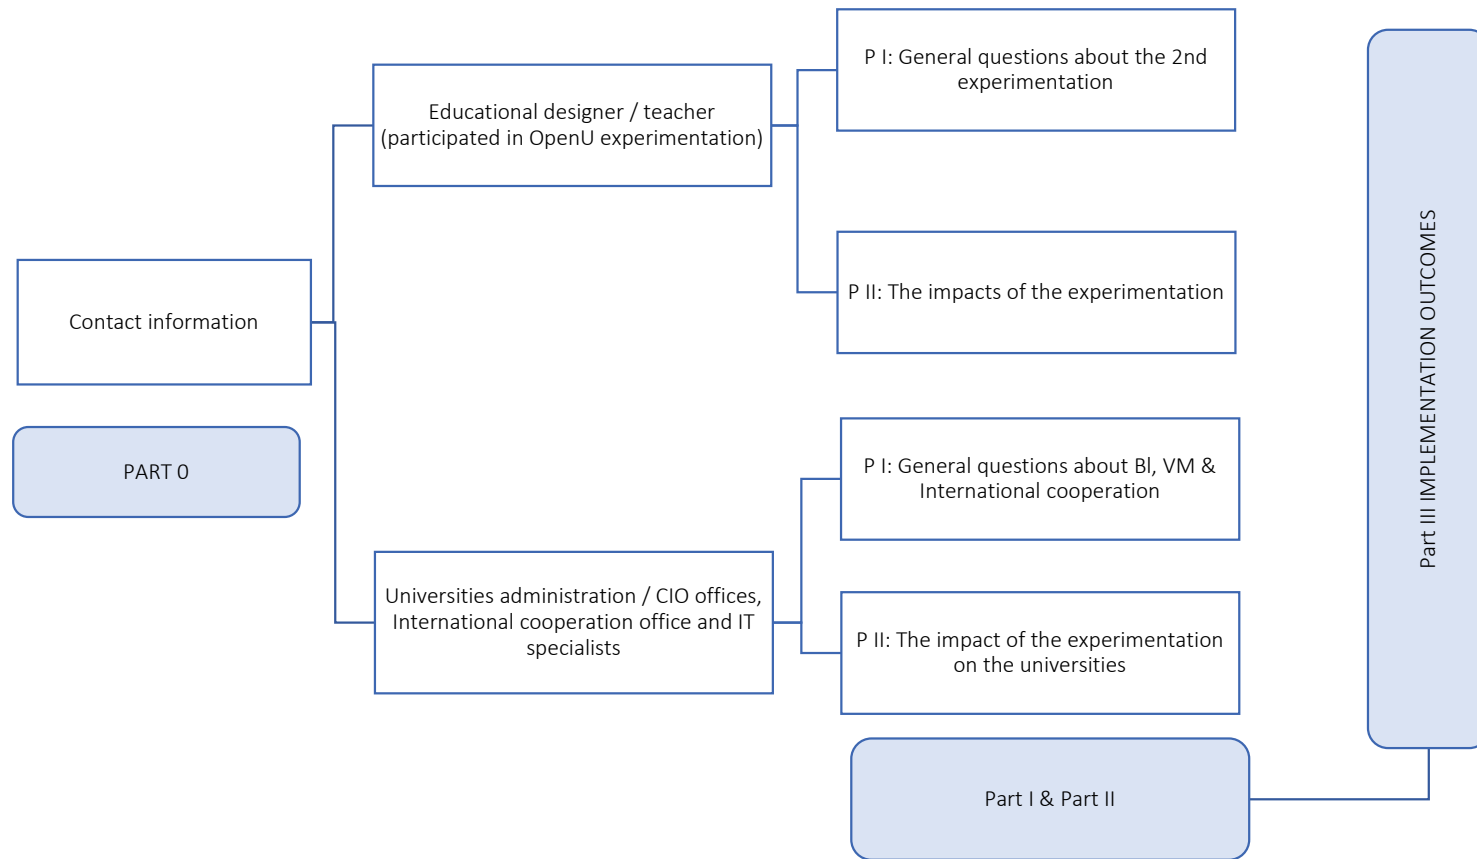 Contact information
PART 0
Educational designer / teacher
(participated in OpenU experimentation)
Universities administration / CIO offices,
International cooperation office and IT
specialists
P I: General questions about the 2nd
experimentation
P II: The impacts of the experimentation
P I: General questions about Bl, VM &
International cooperation
P II: The impact of the experimentation
on the universities
Part I & Part II
Part III IMPLEMENTATION OUTCOMES